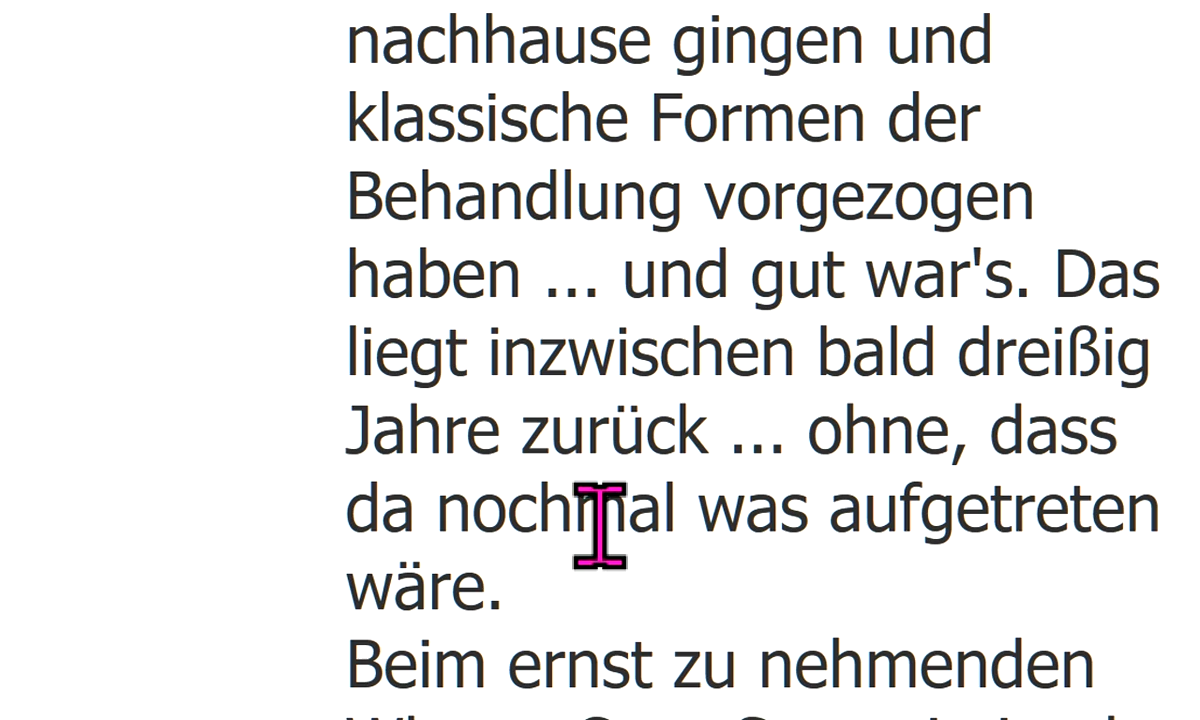 nachhause gingen und
klassische Formen der
Behandlung vorgezogen
haben ... und gut war's. Das
liegt inzwischen bald dreißig
Jahre zurück ... ohne, dass
da nochmal was aufgetreten
wäre.
Beim ernst zu nehmenden